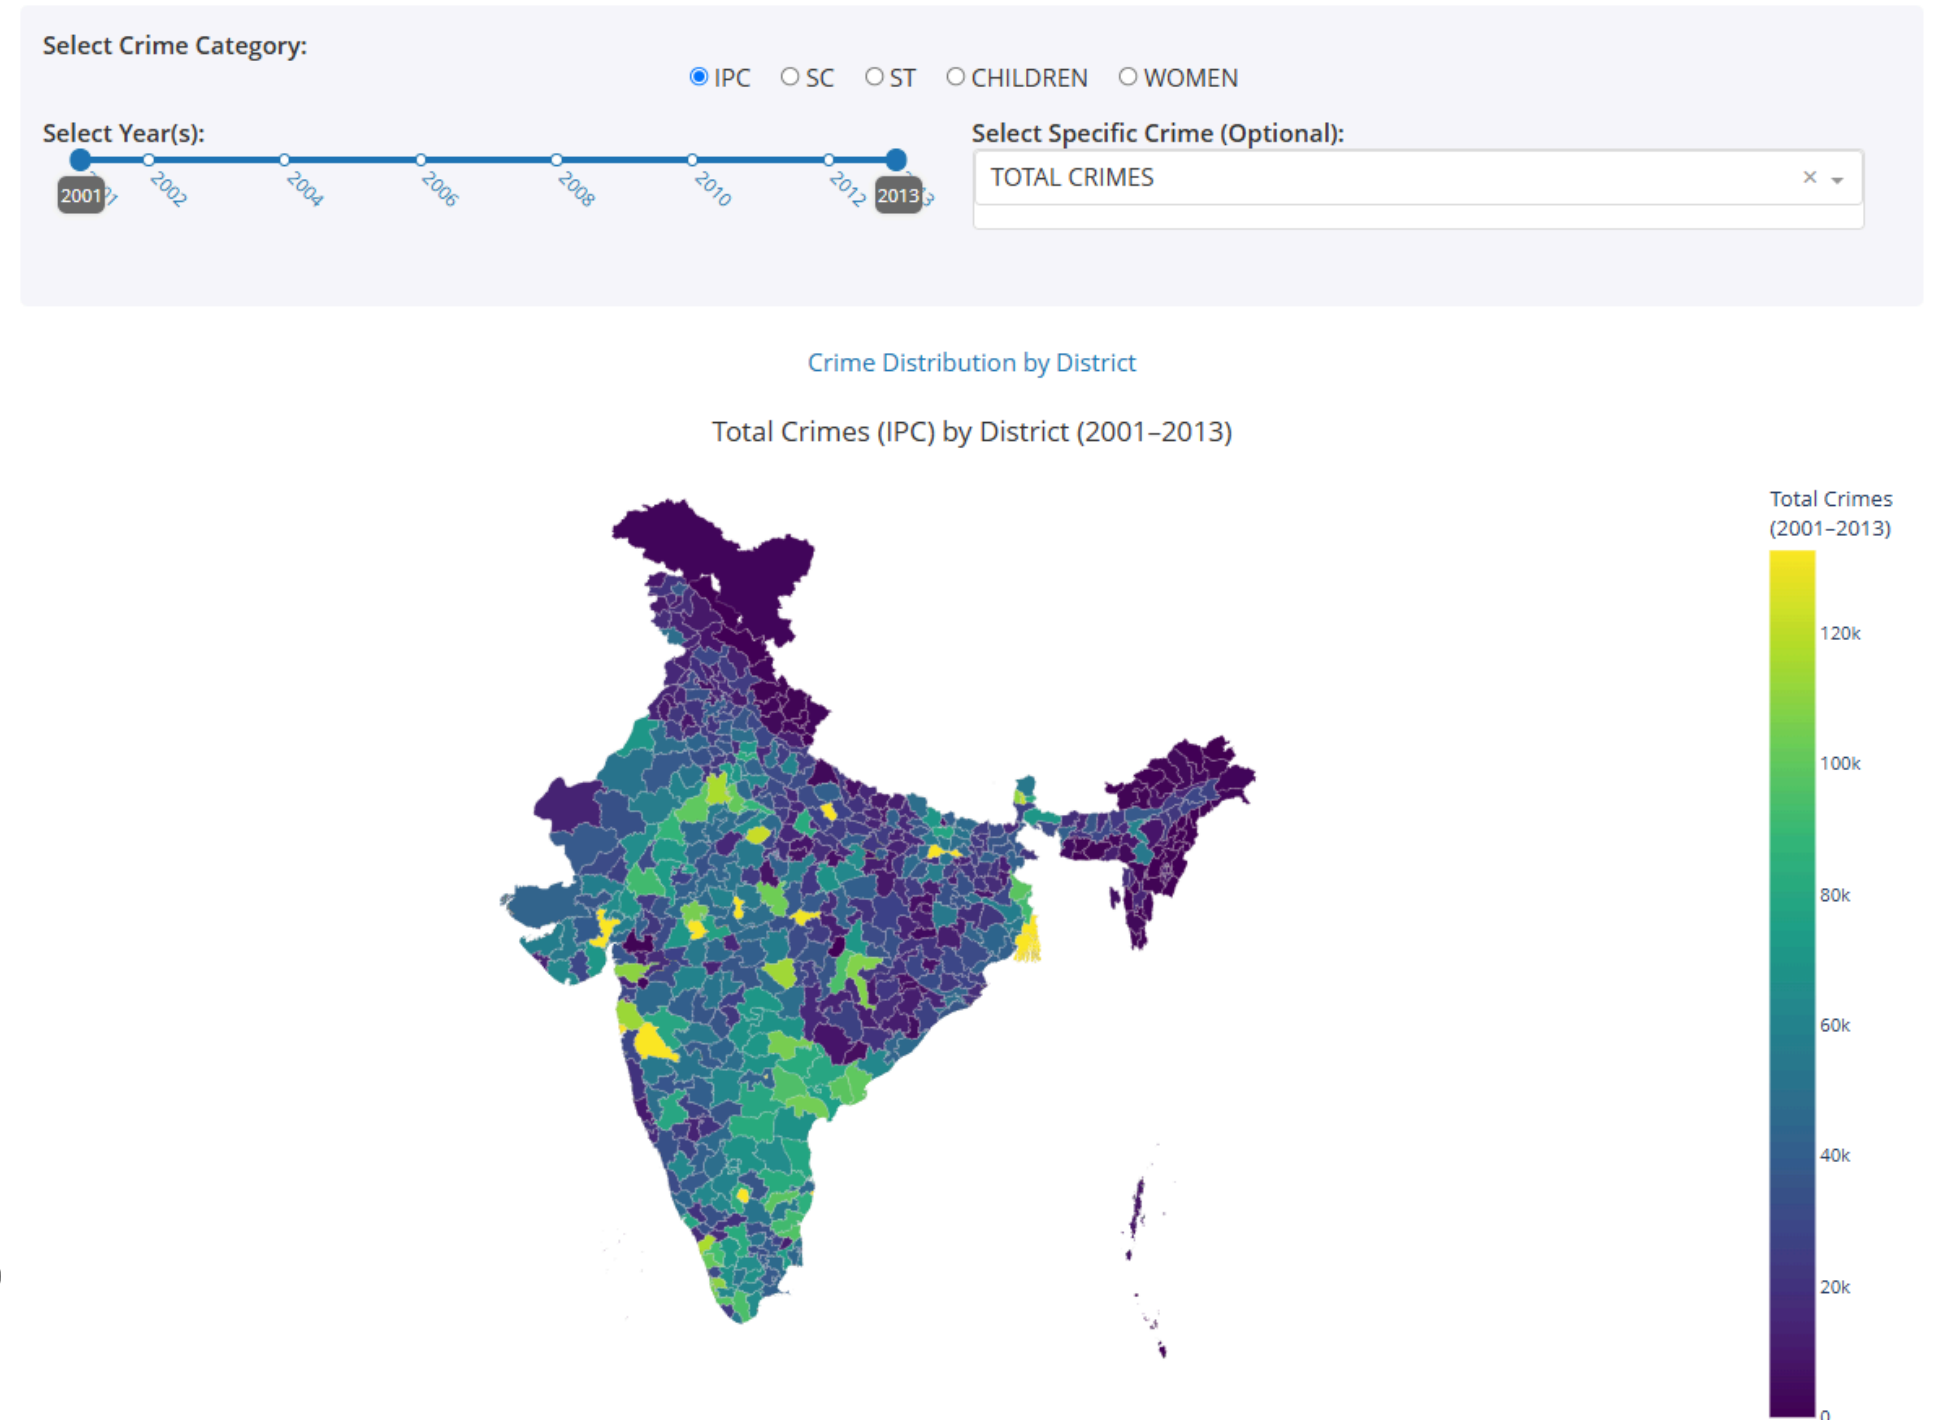 Select Crime Category:
IPC SC ST CHILDREN WOMEN
Select Year(s):
2001 2002 2004 2006 2008 2010 2012 2013
Select Specific Crime (Optional):
TOTAL CRIMES × 
Crime Distribution by District
Total Crimes (IPC) by District (2001–2013)
Total Crimes
(2001–2013)
120k
100k
80k
60k
40k
20k
0